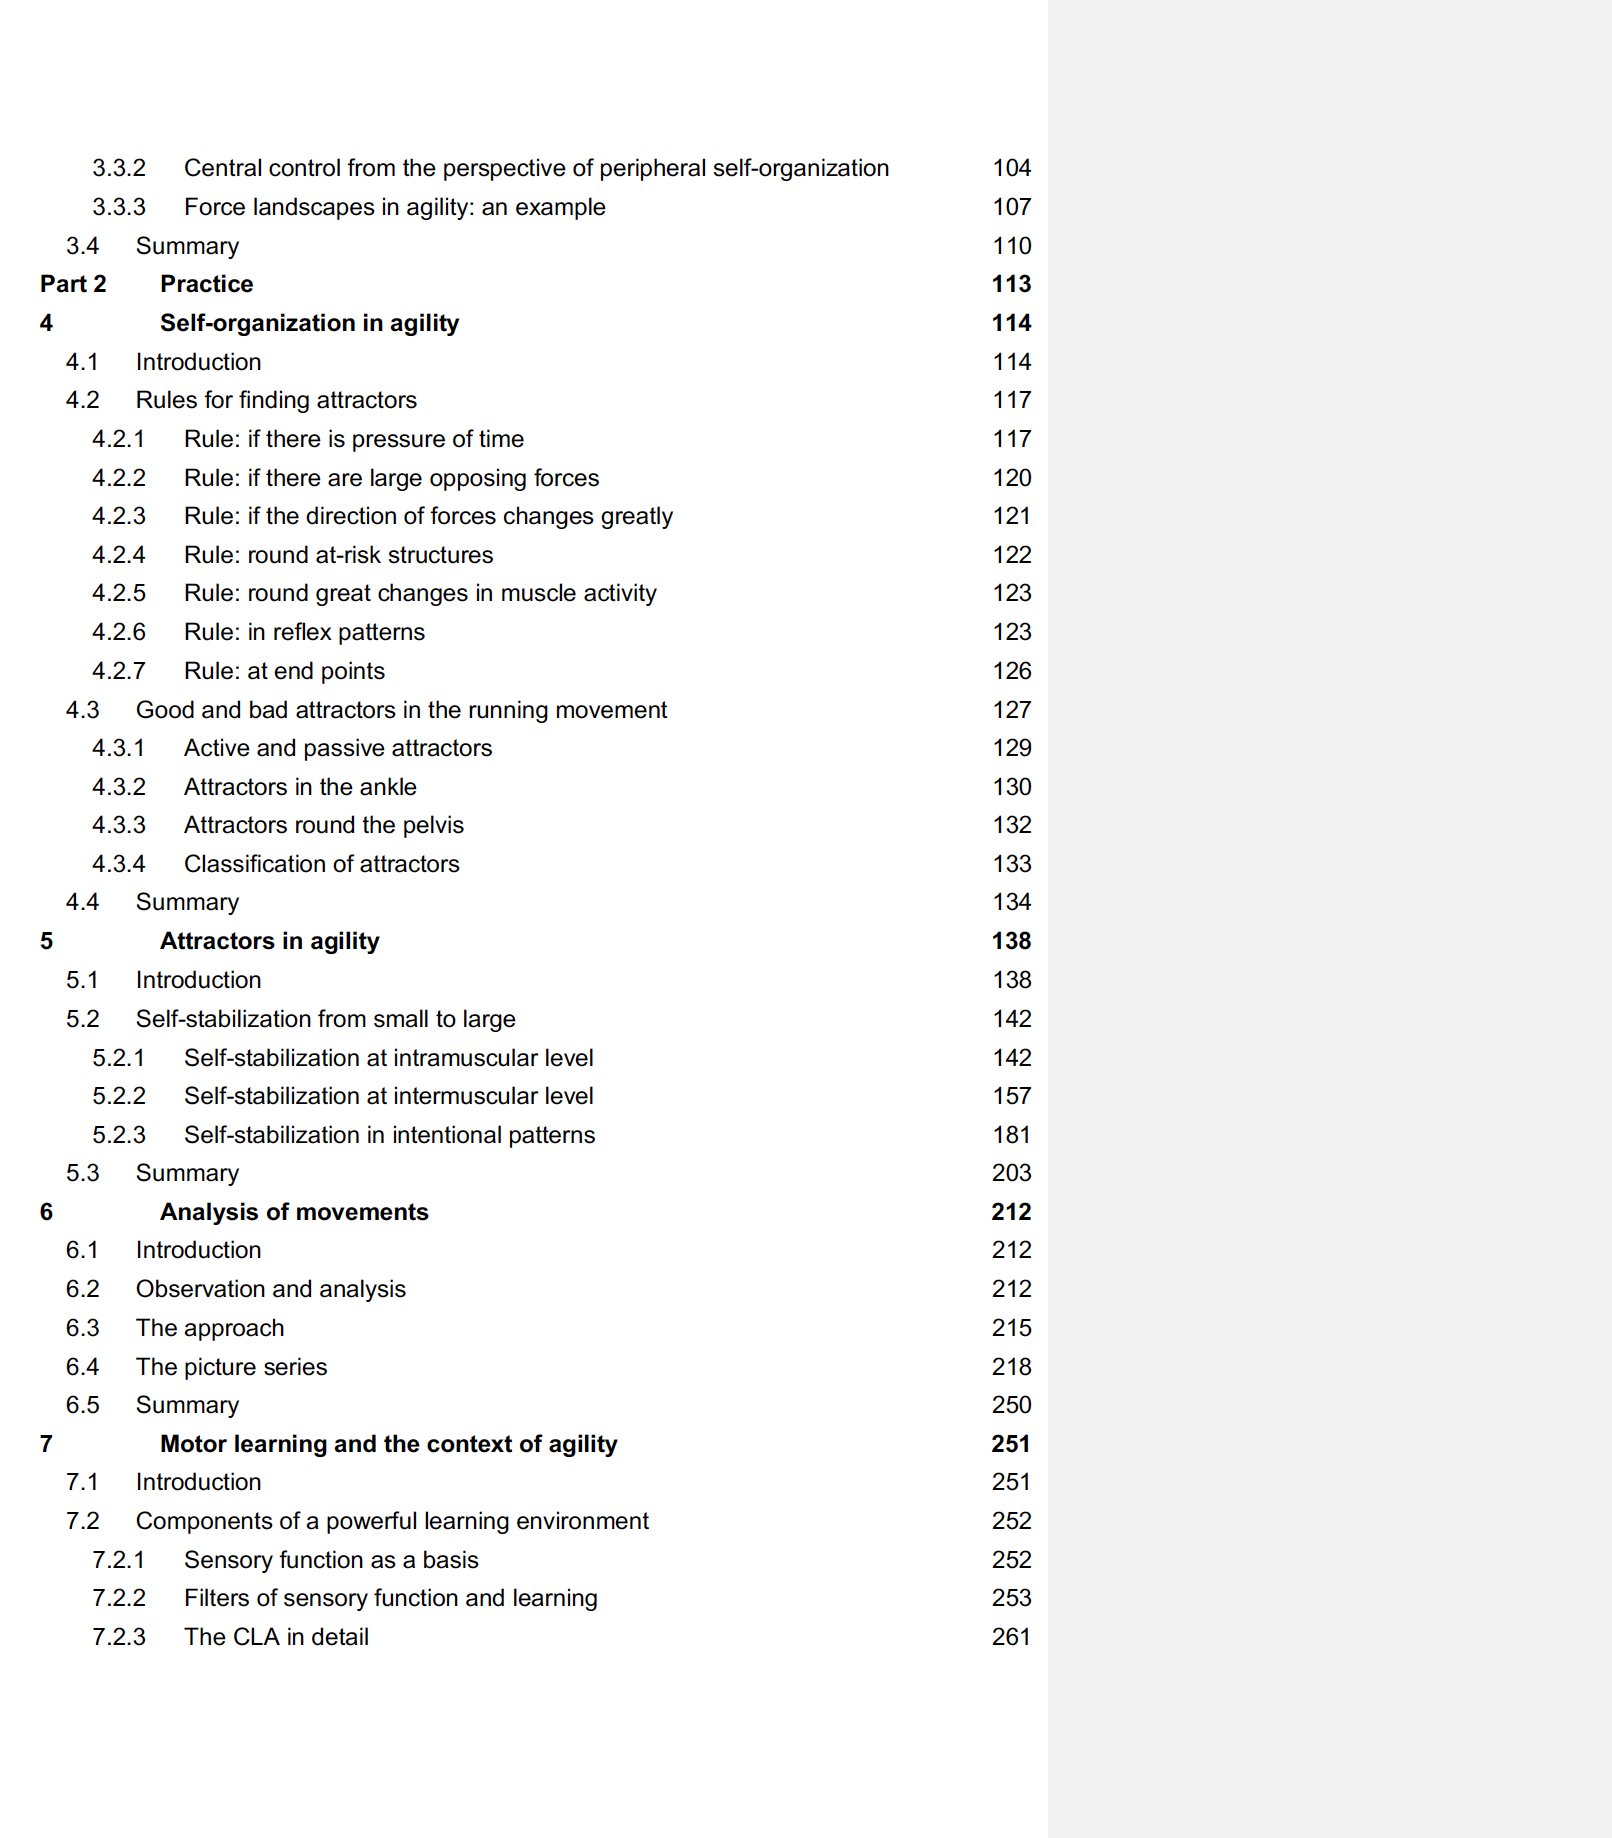 3.3.2 Central control from the perspective of peripheral self-organization 104
3.3.3 Force landscapes in agility: an example 107
3.4 Summary 110
Part 2 Practice 113
4 Self-organization in agility 114
4.1 Introduction 114
4.2 Rules for finding attractors 117
4.2.1 Rule: if there is pressure of time 117
4.2.2 Rule: if there are large opposing forces 120
4.2.3 Rule: if the direction of forces changes greatly 121
4.2.4 Rule: round at-risk structures 122
4.2.5 Rule: round great changes in muscle activity 123
4.2.6 Rule: in reflex patterns 123
4.2.7 Rule: at end points 126
4.3 Good and bad attractors in the running movement 127
4.3.1 Active and passive attractors 129
4.3.2 Attractors in the ankle 130
4.3.3 Attractors round the pelvis 132
4.3.4 Classification of attractors 133
4.4 Summary 134
5 Attractors in agility 138
5.1 Introduction 138
5.2 Self-stabilization from small to large 142
5.2.1 Self-stabilization at intramuscular level 142
5.2.2 Self-stabilization at intermuscular level 157
5.2.3 Self-stabilization in intentional patterns 181
5.3 Summary 203
6 Analysis of movements 212
6.1 Introduction 212
6.2 Observation and analysis 212
6.3 The approach 215
6.4 The picture series 218
6.5 Summary 250
7 Motor learning and the context of agility 251
7.1 Introduction 251
7.2 Components of a powerful learning environment 252
7.2.1 Sensory function as a basis 252
7.2.2 Filters of sensory function and learning 253
7.2.3 The CLA in detail 261